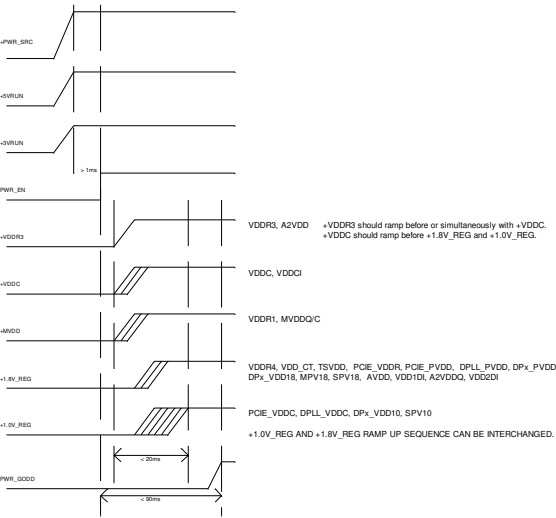 +PWR_SRC
+5VRUN
+3VRUN
> 1ms
PWR_EN
VDDR3, A2VDD +VDDR3 should ramp before or simultaneously with +VDDC.
+VDDC should ramp before +1.8V_REG and +1.0V_REG.
+VDDR3
VDDC, VDDCI
+VDDC
VDDR1, MVDDQ/C
+MVDD
VDDR4, VDD_CT, TSVDD, PCIE_VDDR, PCIE_PVDD, DPLL_PVDD, DPx_PVDD
DPx_VDD18, MPV18, SPV18, AVDD, VDD1DI, A2VDDQ, VDD2DI
+1.8V_REG
PCIE_VDDC, DPLL_VDDC, DPx_VDD10, SPV10
+1.0V_REG
+1.0V_REG AND +1.8V_REG RAMP UP SEQUENCE CAN BE INTERCHANGED.
< 20ms
PWR_GODD
< 90ms